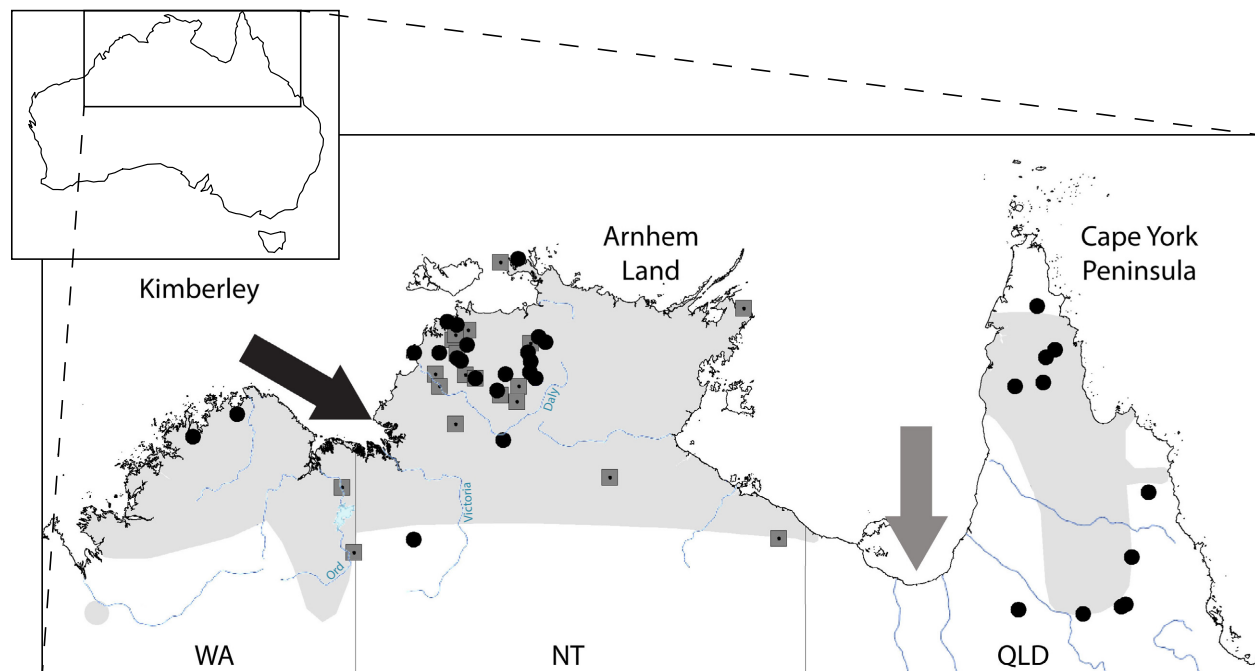 Arnhem
Land
Cape York
Peninsula
Kimberley
Daly
Victoria
Ord
WA
NT
QLD